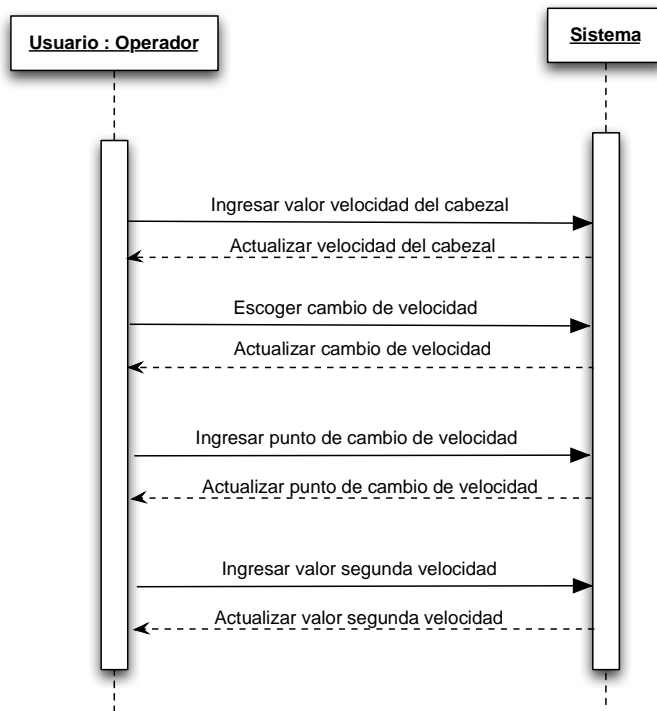 Usuario : Operador
Sistema
Ingresar valor velocidad del cabezal
Actualizar velocidad del cabezal
Escoger cambio de velocidad
Actualizar cambio de velocidad
Ingresar punto de cambio de velocidad
Actualizar punto de cambio de velocidad
Ingresar valor segunda velocidad
Actualizar valor segunda velocidad